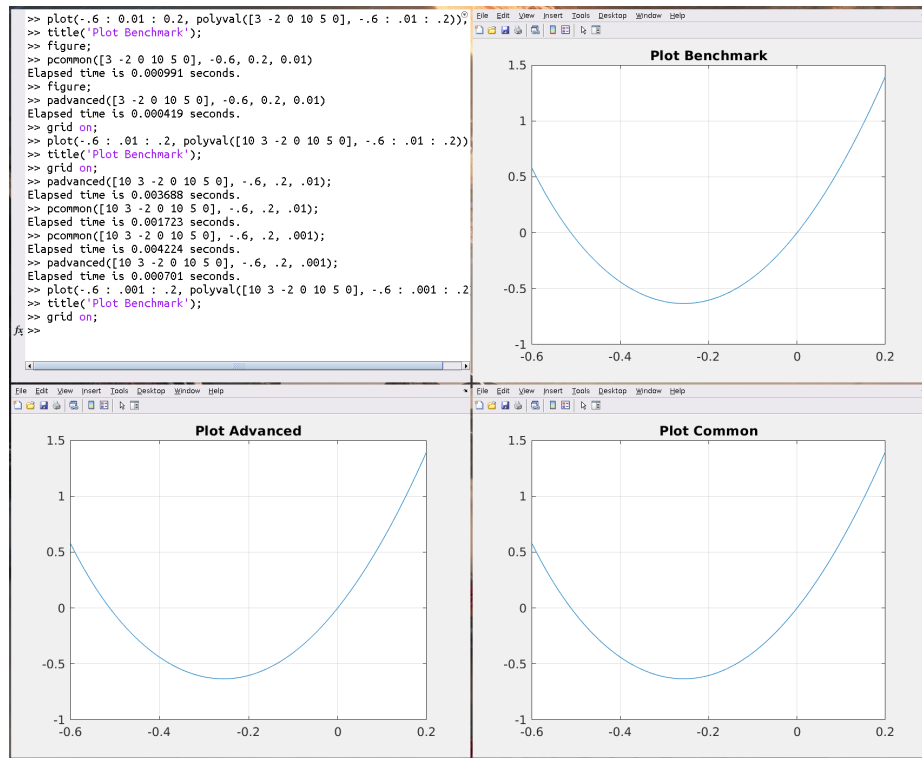 >> plot(-.6 : 0.01 : 0.2, polyval([3 -2 0 10 5 0], -.6 : .01 : .2)),
>> title('Plot Benchmark');
>> figure;
>> pcommon([3 -2 0 10 5 0], -0.6, 0.2, 0.01)
Elapsed time is 0.000991 seconds.
>> figure;
>> padvanced([3 -2 0 10 5 0], -0.6, 0.2, 0.01)
Elapsed time is 0.000419 seconds.
>> grid on;
>> plot(-.6 : .01 : .2, polyval([10 3 -2 0 10 5 0], -.6 : .01 : .2))
>> title('Plot Benchmark');
>> grid on;
>> padvanced([10 3 -2 0 10 5 0], -.6, .2, .01);
Elapsed time is 0.003688 seconds.
>> pcommon([10 3 -2 0 10 5 0], -.6, .2, .01);
Elapsed time is 0.001723 seconds.
>> pcommon([10 3 -2 0 10 5 0], -.6, .2, .001);
Elapsed time is 0.004224 seconds.
>> padvanced([10 3 -2 0 10 5 0], -.6, .2, .001);
Elapsed time is 0.000701 seconds.
>> plot(-.6 : .001 : .2, polyval([10 3 -2 0 10 5 0], -.6 : .001 : .2
>> title('Plot Benchmark');
>> grid on;
fx >>
File Edit View Insert Tools Desktop Window Help
Plot Benchmark
1.5
1
0.5
0
-0.5
-1
-0.6 -0.4 -0.2 0 0.2
File Edit View Insert Tools Desktop Window Help
Plot Advanced
1.5
1
0.5
0
-0.5
-1
-0.6 -0.4 -0.2 0 0.2
File Edit View Insert Tools Desktop Window Help
Plot Common
1.5
1
0.5
0
-0.5
-1
-0.6 -0.4 -0.2 0 0.2